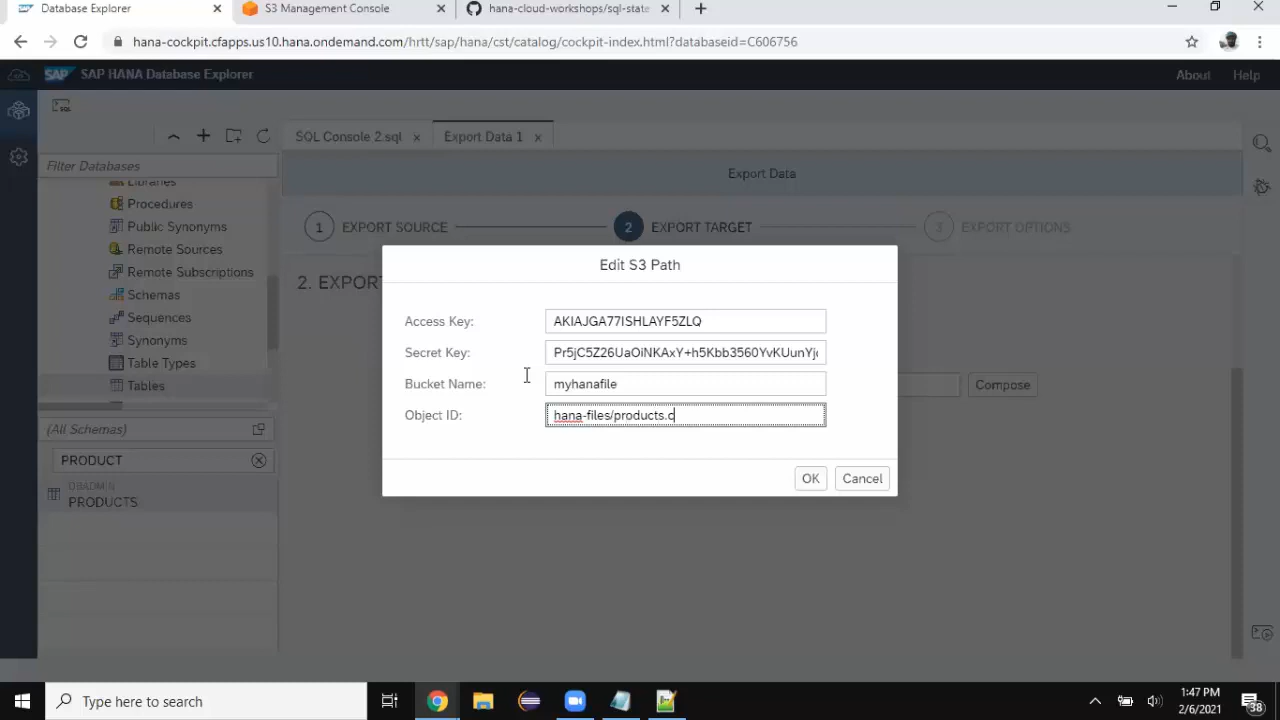 Database Explorer
S3 Management Console
hana-cloud-workshops/sql-state
hana-cockpit.cfapps.us10.hana.ondemand.com/hrtt/sap/hana/cst/catalog/cockpit-index.html?databaseid=C606756
SAP SAP HANA Database Explorer
About Help
SQL Console 2.sql
Export Data 1
Filter Databases
Export Data
Libraries
Procedures
Public Synonyms
Remote Sources
Remote Subscriptions
Schemas
Sequences
Synonyms
Table Types
Tables
1 EXPORT SOURCE
2 EXPORT TARGET
3 EXPORT OPTIONS
2. EXPORT
Edit S3 Path
Access Key: AKIAJGA77ISHLAYF5ZLQ
Secret Key: Pr5jC5Z26UaOiNKAxY+h5Kbb3560YvKUunYj
Bucket Name: myhanafile
Object ID: hana-files/products.c
OK Cancel
Compose
(All Schemas)
PRODUCT
DBADMIN
PRODUCTS
Type here to search
1:47 PM
2/6/2021
38